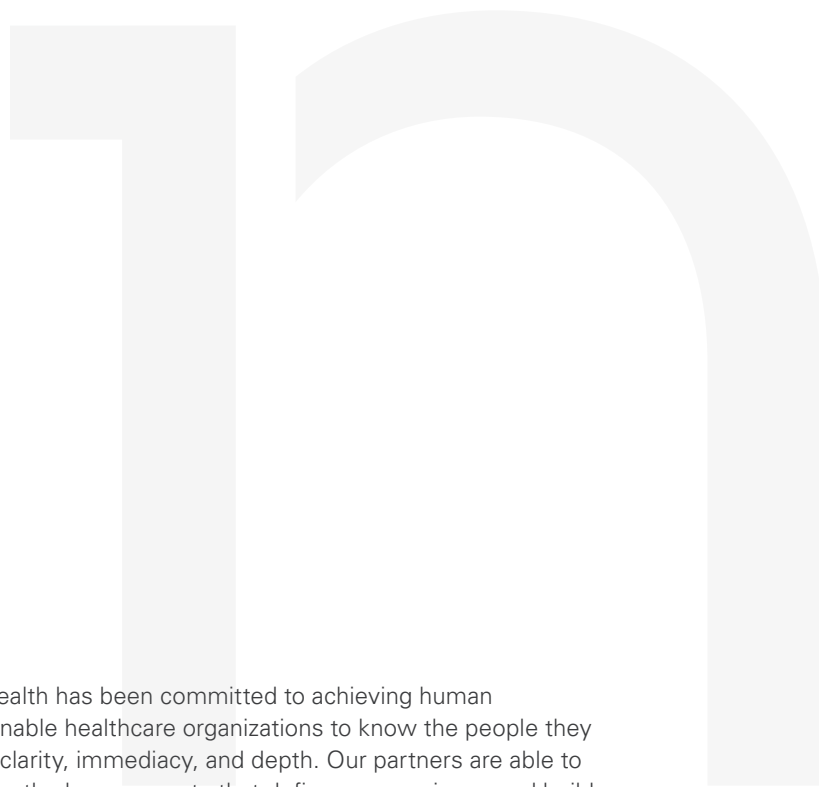 ealth has been committed to achieving human
nable healthcare organizations to know the people they
clarity, immediacy, and depth. Our partners are able to